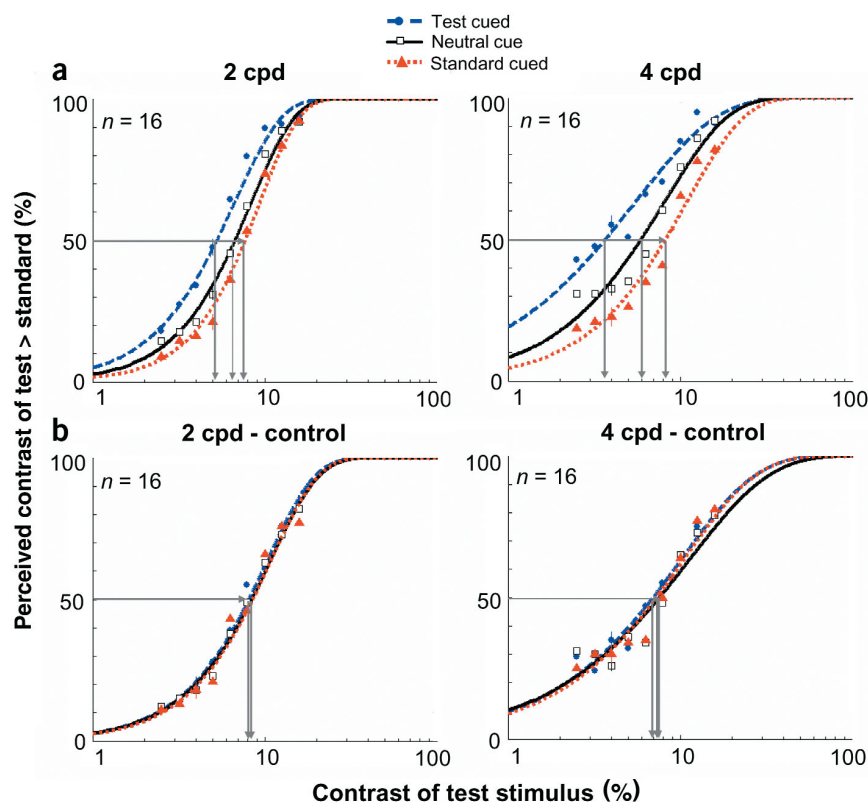 Test cued
Neutral cue
Standard cued
a
2 cpd
4 cpd
100
50
0
n = 16
1
10
100
100
50
0
n = 16
1
10
100
b
2 cpd - control
4 cpd - control
100
50
0
n = 16
1
10
100
100
50
0
n = 16
1
10
100
Perceived contrast of test > standard (%)
Contrast of test stimulus (%)